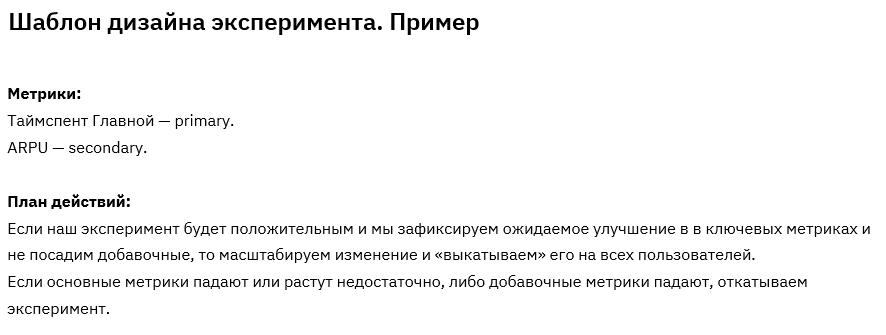 Шаблон дизайна эксперимента. Пример
Метрики:
Таймспент Главной — primary.
ARPU — secondary.
План действий:
Если наш эксперимент будет положительным и мы зафиксируем ожидаемое улучшение в в ключевых метриках и
не посадим добавочные, то масштабируем изменение и «выкатываем» его на всех пользователей.
Если основные метрики падают или растут недостаточно, либо добавочные метрики падают, откатываем
эксперимент.